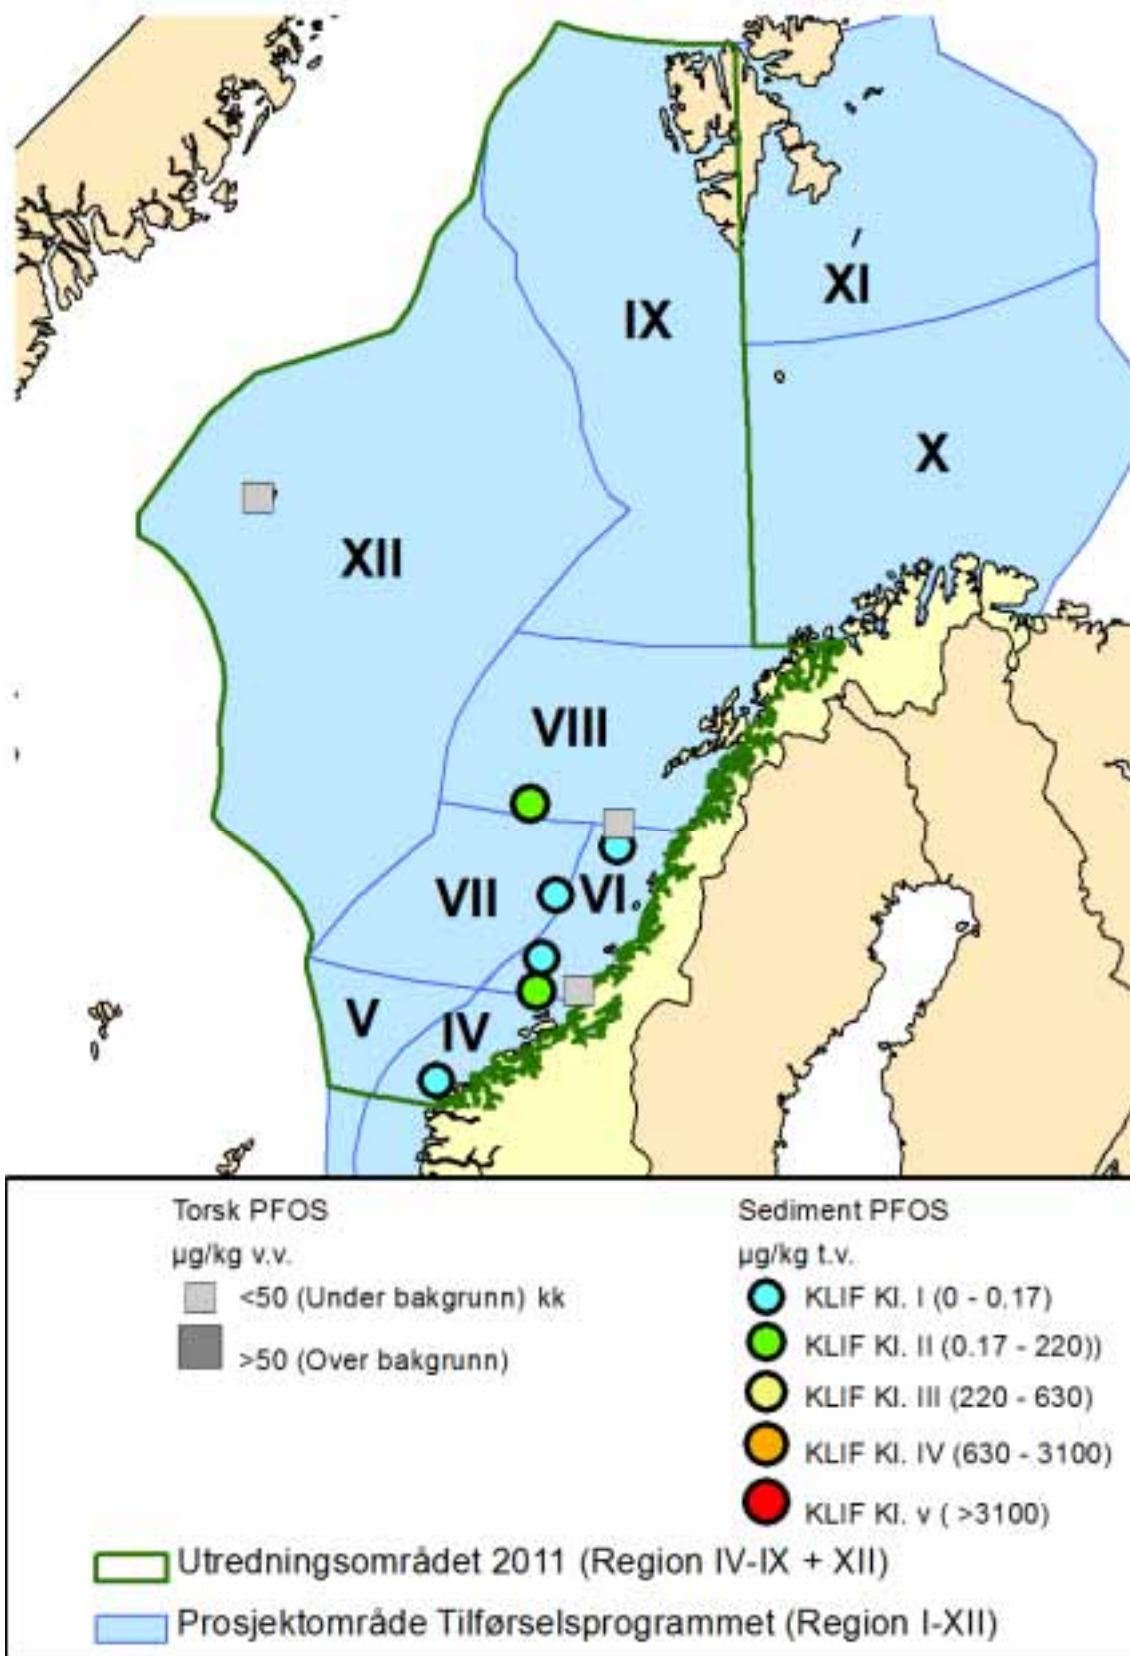 XI
IX
X
XII
VIII
VII
VI
V
IV
Torsk PFOS
µg/kg v.v.
<50 (Under bakgrunn) kk
>50 (Over bakgrunn)
Sediment PFOS
µg/kg t.v.
KLIF Kl. I (0 - 0.17)
KLIF Kl. II (0.17 - 220))
KLIF Kl. III (220 - 630)
KLIF Kl. IV (630 - 3100)
KLIF Kl. v ( >3100)
Utredningsområdet 2011 (Region IV-IX + XII)
Prosjektområde Tilførselsprogrammet (Region I-XII)